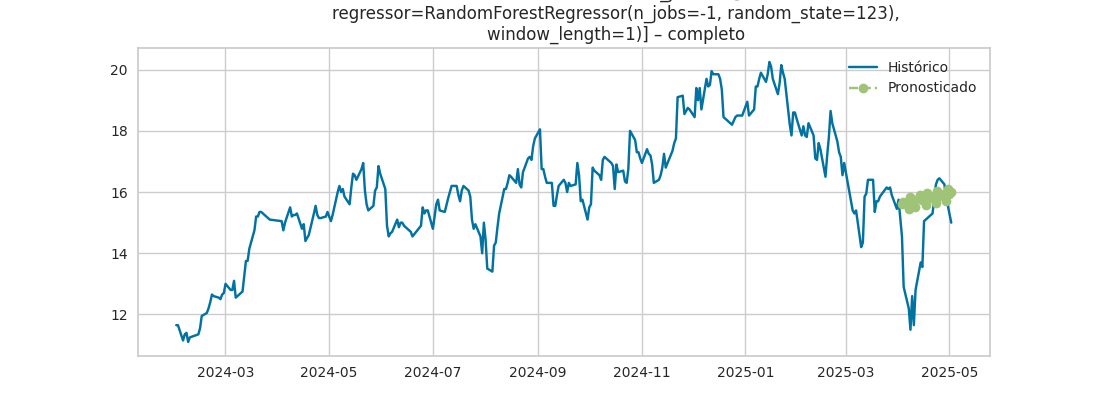 regressor=RandomForestRegressor(n_jobs=-1, random_state=123),
window_length=1)] – completo
20
18
16
14
12
Histórico
Pronosticado
2024-03 2024-05 2024-07 2024-09 2024-11 2025-01 2025-03 2025-05